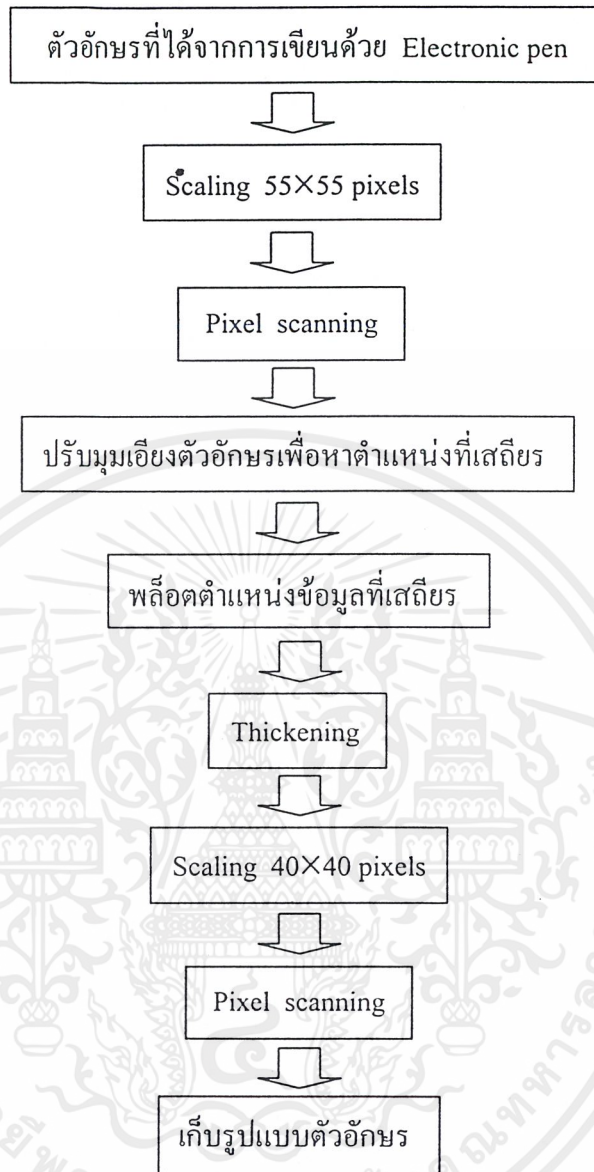 ตัวอักษรที่ได้จากการเขียนด้วย Electronic pen
Scaling 55×55 pixels
Pixel scanning
ปรับมุมเอียงตัวอักษรเพื่อหาตำแหน่งที่เสถียร
พล็อตตำแหน่งข้อมูลที่เสถียร
Thickening
Scaling 40×40 pixels
Pixel scanning
เก็บรูปแบบตัวอักษร